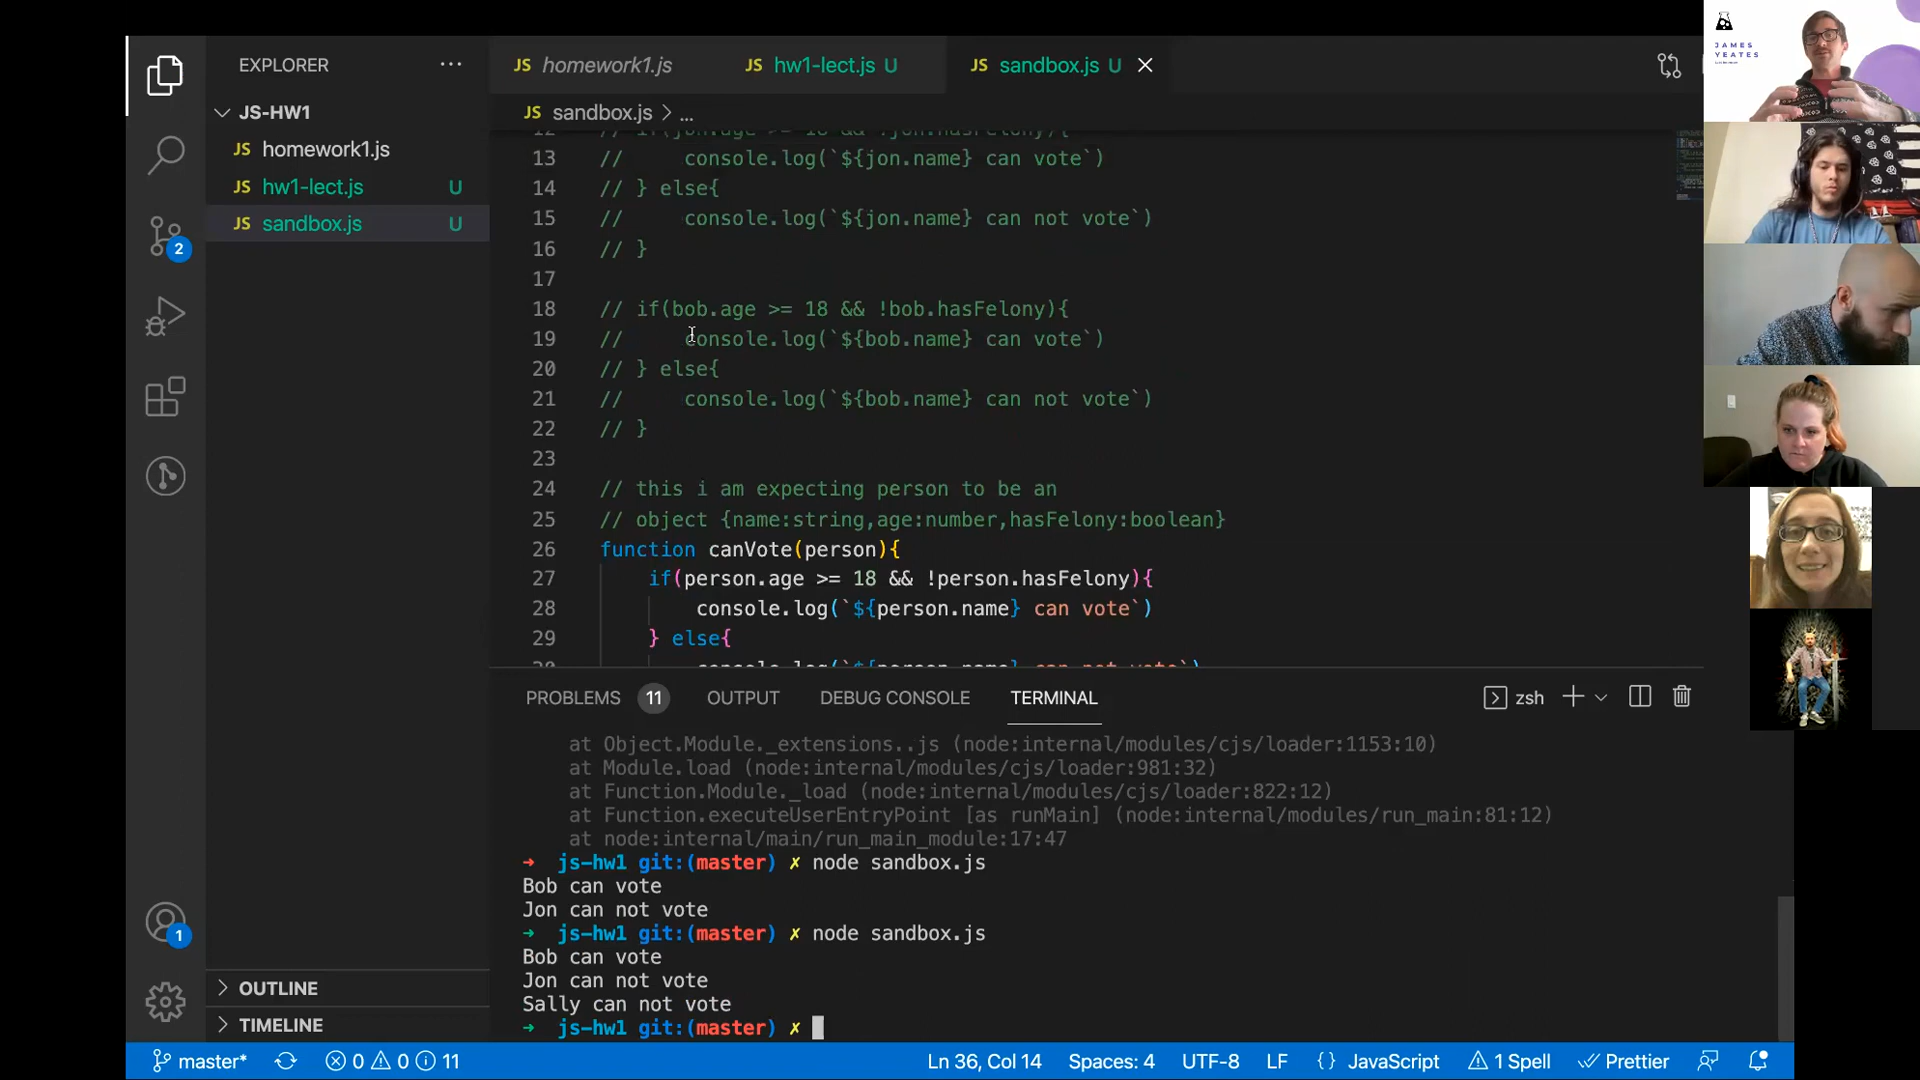 EXPLORER
JS-HW1
JS homework1.js
JS hw1-lect.js U
JS sandbox.js U
2
1
OUTLINE
TIMELINE
JS homework1.js JS hw1-lect.js U JS sandbox.js U
JS sandbox.js > ...
12 // if(jon.age >= 18 && !jon.hasFelony){
13 //     console.log(`${jon.name} can vote`)
14 // } else{
15 //     console.log(`${jon.name} can not vote`)
16 // }
17
18 // if(bob.age >= 18 && !bob.hasFelony){
19 //     console.log(`${bob.name} can vote`)
20 // } else{
21 //     console.log(`${bob.name} can not vote`)
22 // }
23
24 // this i am expecting person to be an
25 // object {name:string,age:number,hasFelony:boolean}
26 function canVote(person){
27     if(person.age >= 18 && !person.hasFelony){
28         console.log(`${person.name} can vote`)
29     } else{
30         console.log(`${person.name} can not vote`)
PROBLEMS 11 OUTPUT DEBUG CONSOLE TERMINAL zsh
at Object.Module._extensions..js (node:internal/modules/cjs/loader:1153:10)
at Module.load (node:internal/modules/cjs/loader:981:32)
at Function.Module._load (node:internal/modules/cjs/loader:822:12)
at Function.executeUserEntryPoint [as runMain] (node:internal/modules/run_main:81:12)
at node:internal/main/run_main_module:17:47
➜ js-hw1 git:(master) ✗ node sandbox.js
Bob can vote
Jon can not vote
➜ js-hw1 git:(master) ✗ node sandbox.js
Bob can vote
Jon can not vote
Sally can not vote
➜ js-hw1 git:(master) ✗
master* 0 0 11 Ln 36, Col 14 Spaces: 4 UTF-8 LF {} JavaScript 1 Spell Prettier
JAMES
YEATES